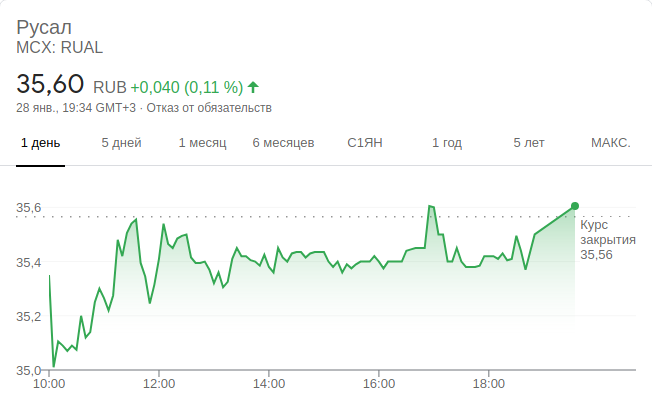 Русал
MCX: RUAL
35,60 RUB +0,040 (0,11 %)
28 янв., 19:34 GMT+3 · Отказ от обязательств
1 день 5 дней 1 месяц 6 месяцев С1ЯН 1 год 5 лет МАКС.
35,6
Курс
закрытия
35,56
35,4
35,2
35,0
10:00 12:00 14:00 16:00 18:00